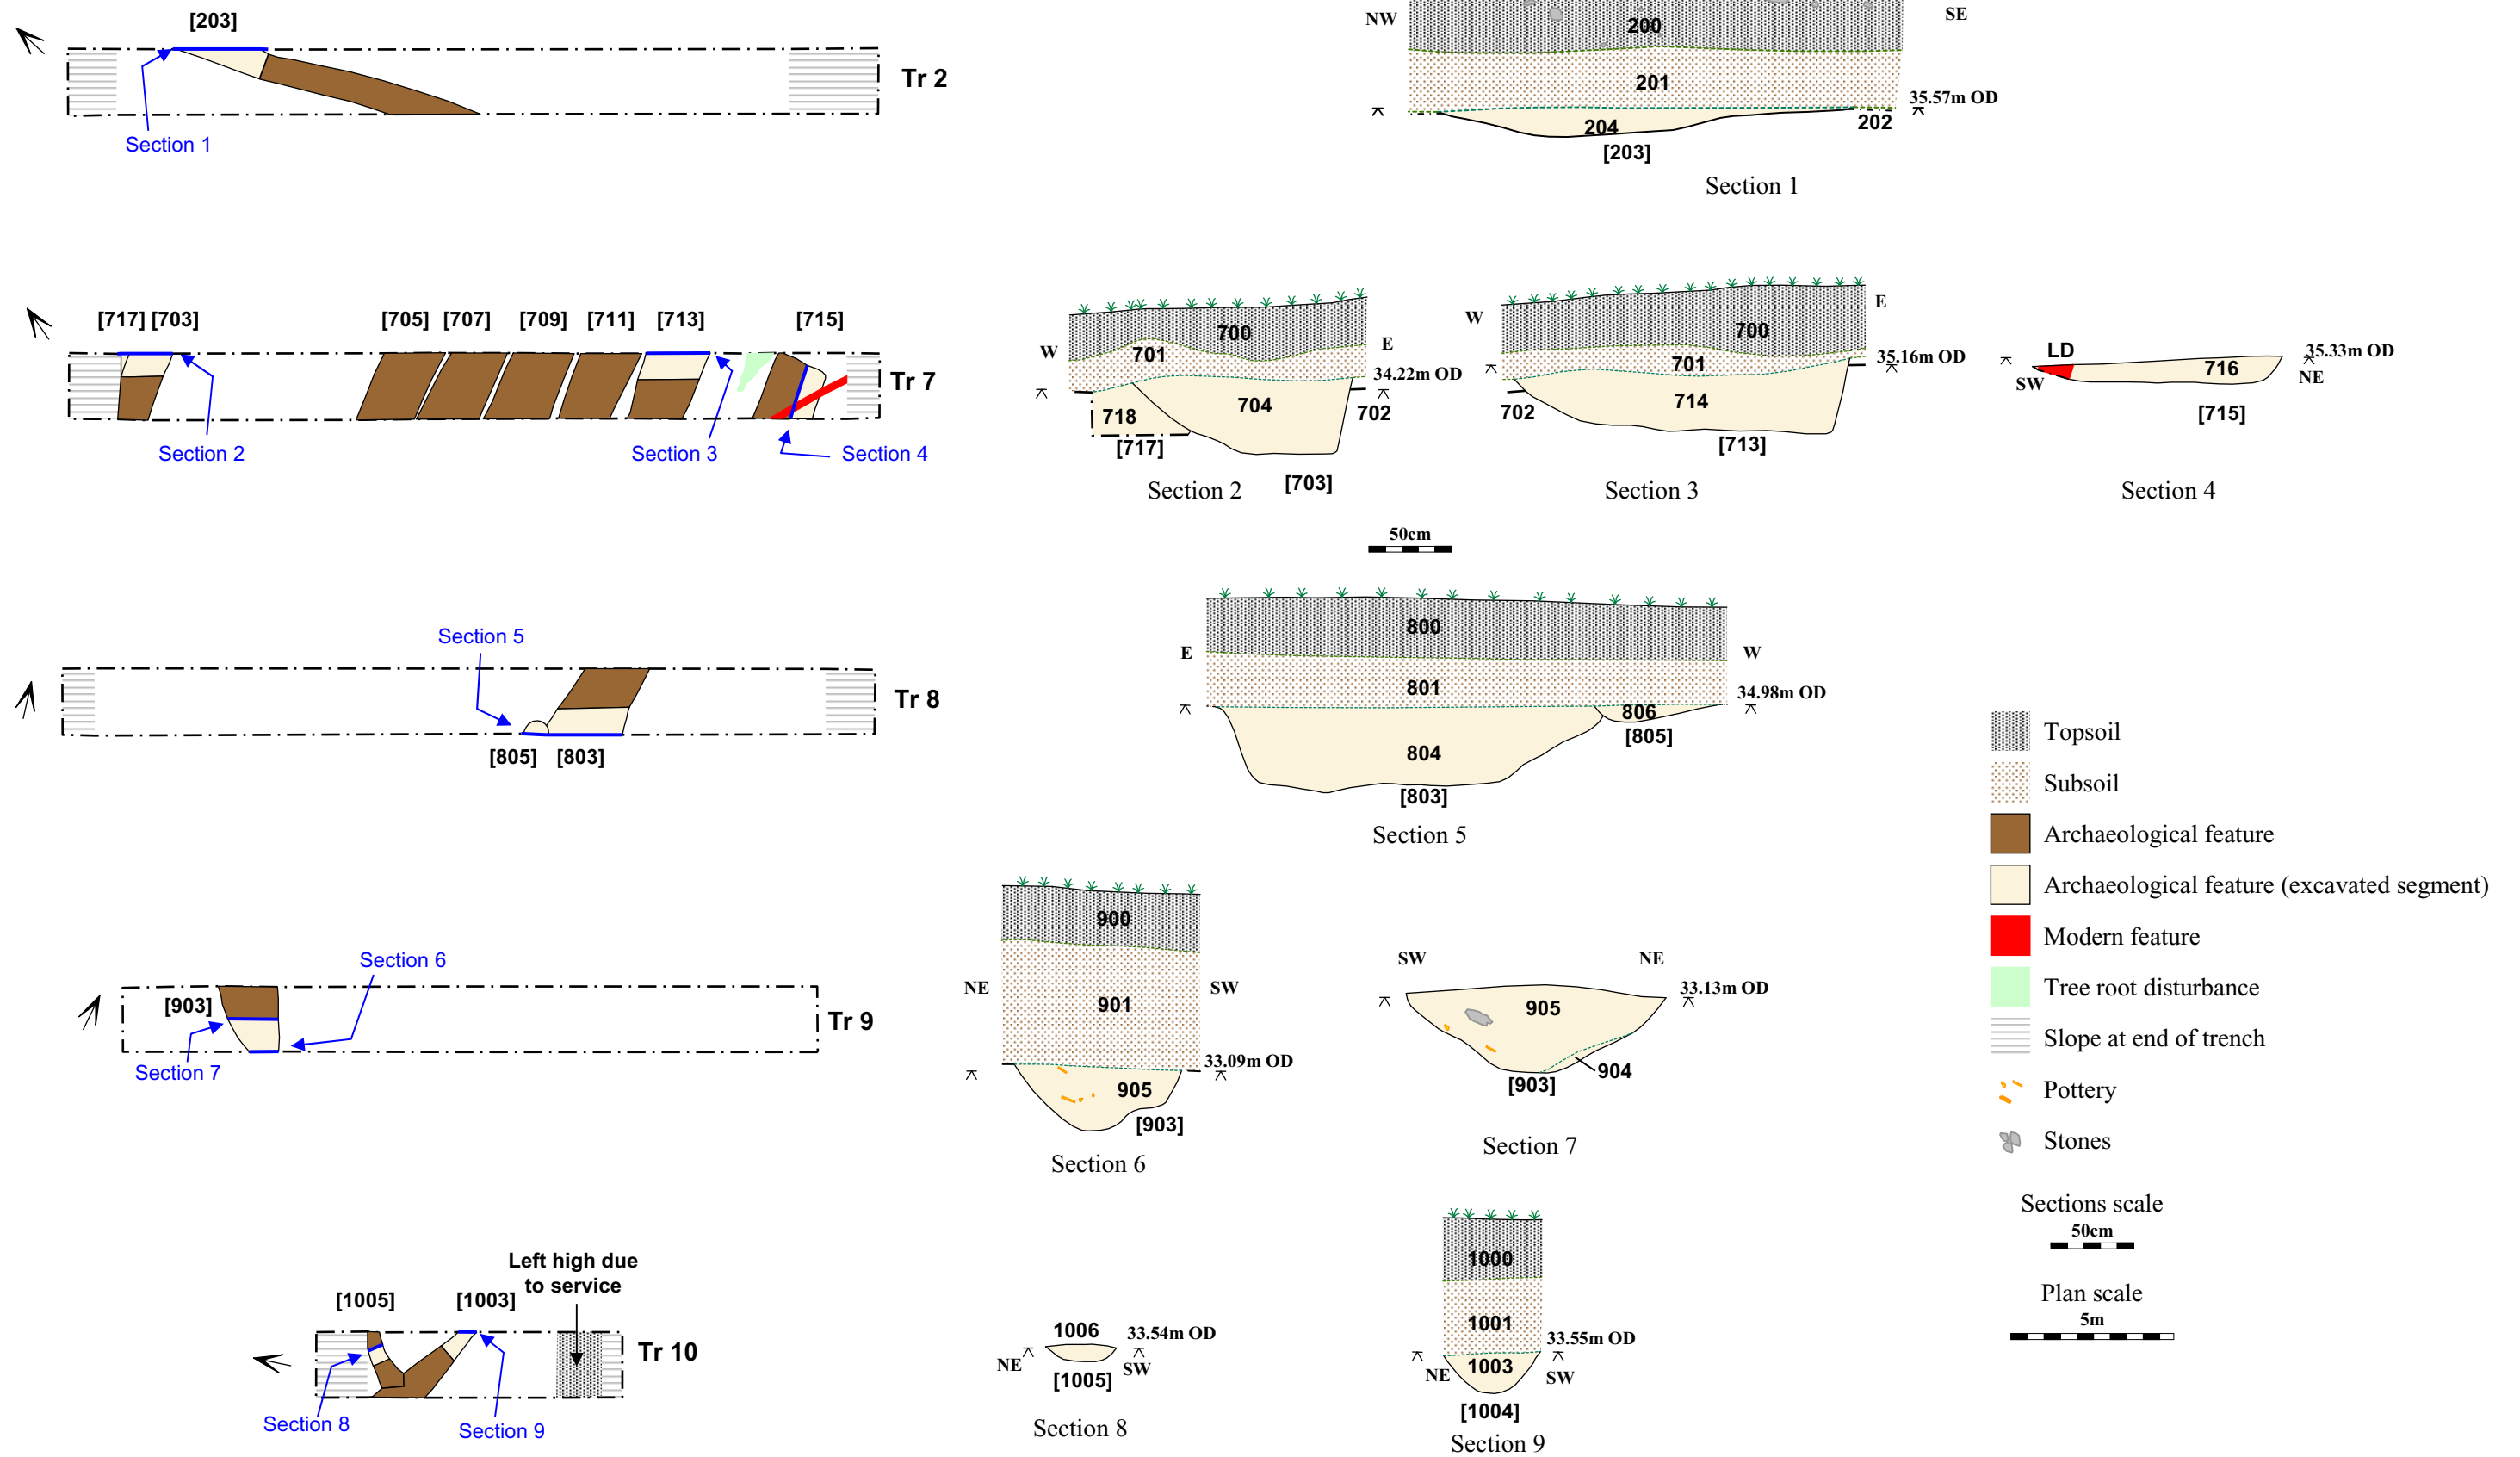 [203]
Tr 2
Section 1
NW
SE
200
201
35.57m OD
204
202
[203]
Section 1
[717] [703]
[705]
[707]
[709]
[711]
[713]
[715]
Tr 7
Section 2
Section 3
Section 4
W
E
700
701
34.22m OD
718
704
702
[717]
[703]
Section 2
W
E
700
701
35.16m OD
702
714
[713]
Section 3
LD
35.33m OD
SW
716
NE
[715]
Section 4
50cm
Section 5
Tr 8
[805]
[803]
E
W
800
801
34.98m OD
806
[805]
804
[803]
Section 5
Section 6
[903]
Tr 9
Section 7
900
NE
SW
901
33.09m OD
905
[903]
Section 6
SW
NE
33.13m OD
905
904
[903]
Section 7
Left high due
to service
[1005]
[1003]
Tr 10
Section 8
Section 9
1006
33.54m OD
NE
SW
[1005]
Section 8
1000
1001
33.55m OD
1003
NE
SW
[1004]
Section 9
Topsoil
Subsoil
Archaeological feature
Archaeological feature (excavated segment)
Modern feature
Tree root disturbance
Slope at end of trench
Pottery
Stones
Sections scale
50cm
Plan scale
5m